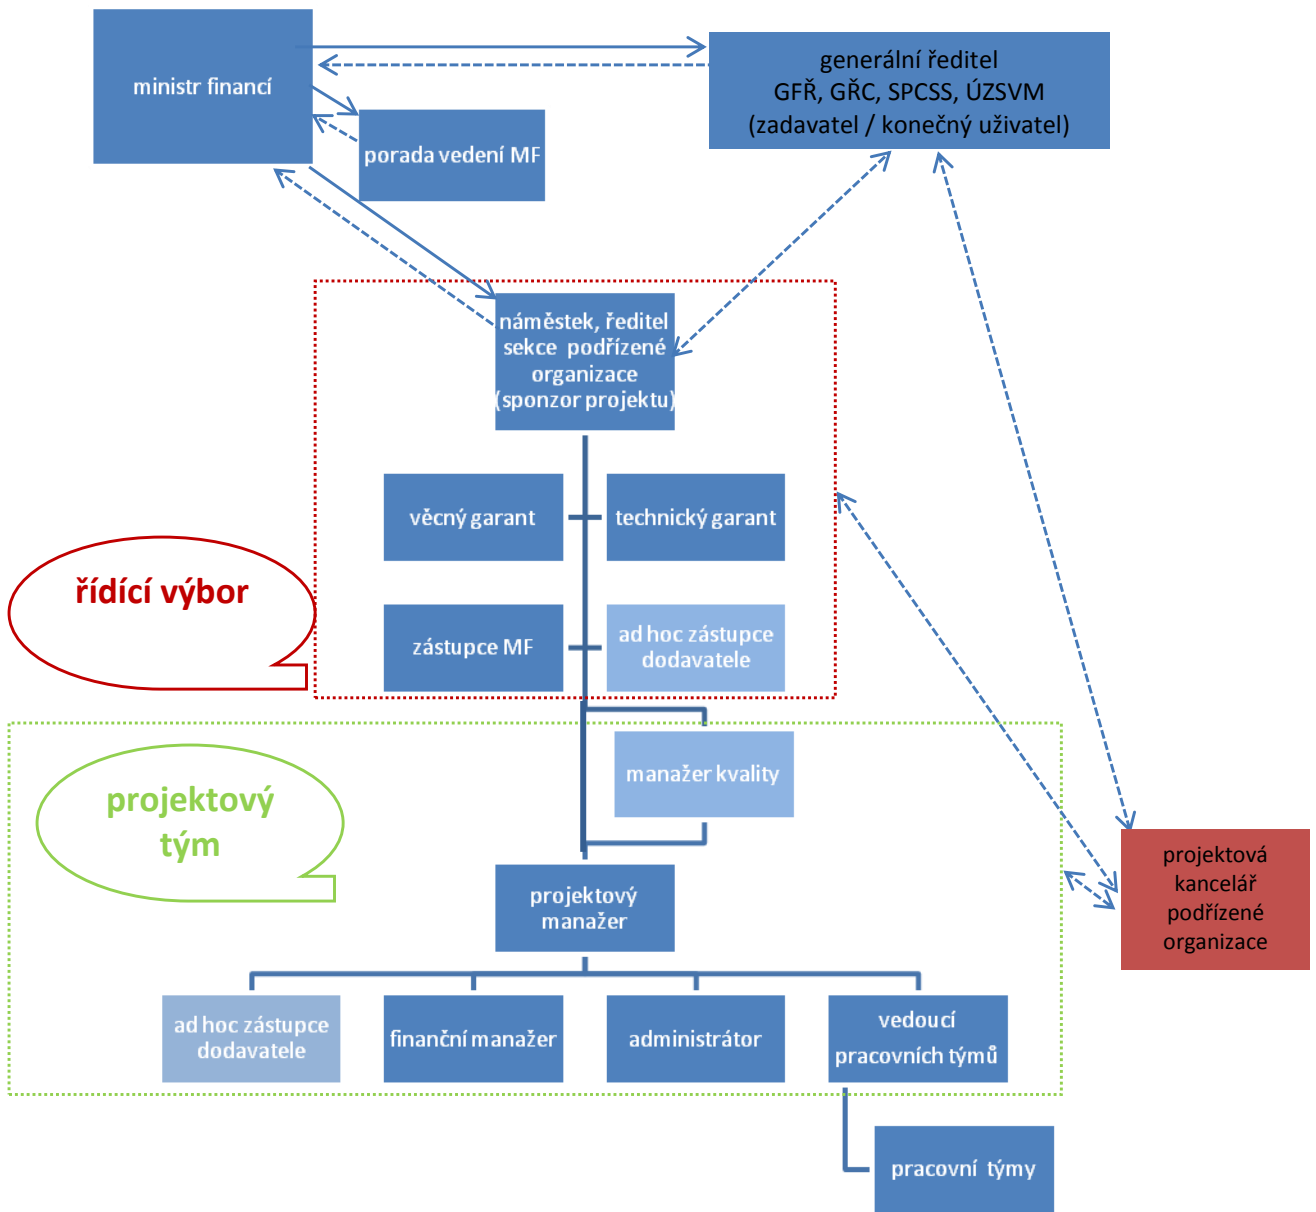 ministr financí
generální ředitel
GFŘ, GŘC, SPCSS, ÚZSVM
(zadavatel / konečný uživatel)
porada vedení MF
náměstek, ředitel
sekce podřízené
organizace
(sponzor projektu)
věcný garant
technický garant
řídící výbor
zástupce MF
ad hoc zástupce
dodavatele
manažer kvality
projektový
tým
projektová
kancelář
podřízené
organizace
projektový
manažer
ad hoc zástupce
dodavatele
finanční manažer
administrátor
vedoucí
pracovních týmů
pracovní týmy